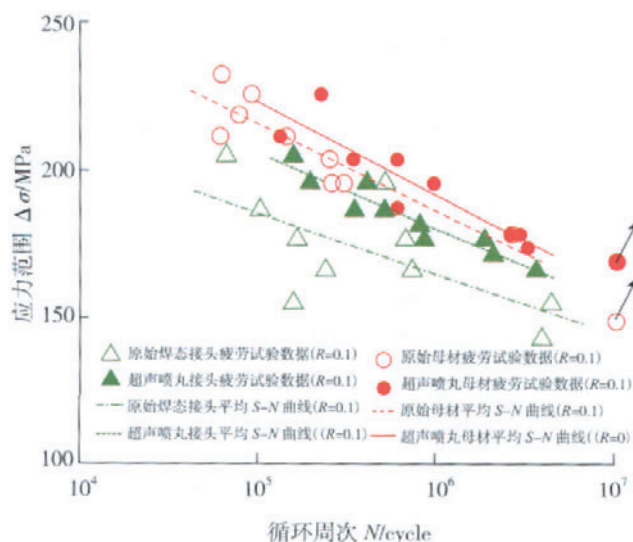 250
200
150
100
应力范围 Δσ/MPa
△ 原始焊态接头疲劳试验数据(R=0.1)
▲ 超声喷丸接头疲劳试验数据(R=0.1)
原始焊态接头平均 S-N 曲线(R=0.1)
超声喷丸接头平均 S-N 曲线((R=0.1)
○ 原始母材疲劳试验数据(R=0.1)
● 超声喷丸母材疲劳试验数据(R=0.1)
原始母材平均 S-N 曲线(R=0.1)
超声喷丸母材平均 S-N 曲线((R=0)
10⁴ 10⁵ 10⁶ 10⁷
循环周次 N/cycle